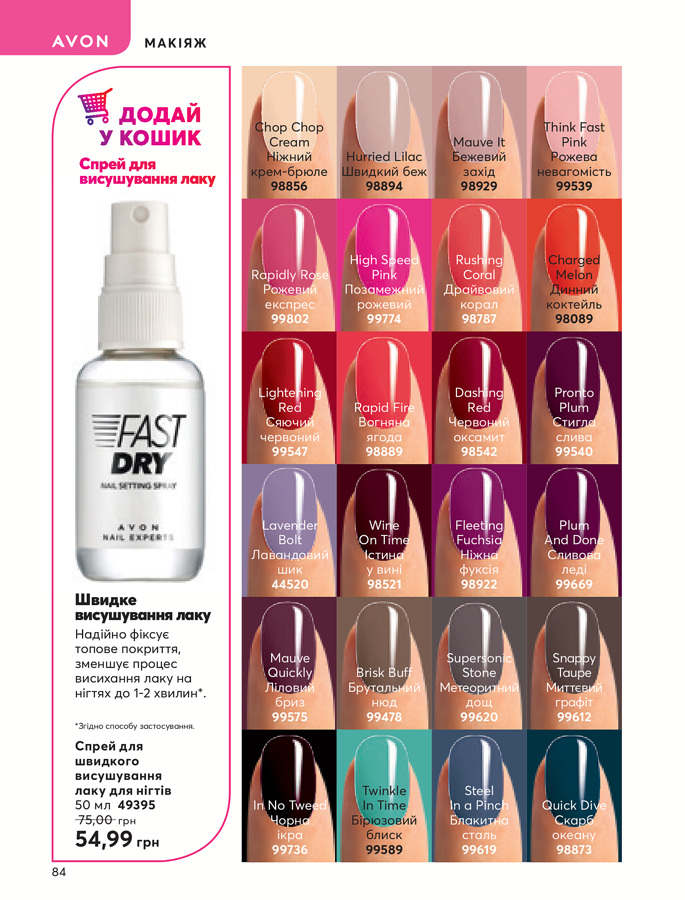 AVON
МАКІЯЖ
ДОДАЙ
У КОШИК
Спрей для
висушування лаку
FAST
DRY
NAIL SETTING SPRAY
AVON
NAIL EXPERTS
Швидке
висушування лаку
Надійно фіксує
топове покриття,
зменшує процес
висихання лаку на
нігтях до 1-2 хвилин*.
*Згідно способу застосування.
Спрей для
швидкого
висушування
лаку для нігтів
50 мл 49395
75,00 грн
54,99 грн
84
Chop Chop
Cream
Ніжний
крем-брюле
98856
Hurried Lilac
Швидкий беж
98894
Mauve It
Бежевий
захід
98929
Think Fast
Pink
Рожева
невагомість
99539
Rapidly Rose
Рожевий
експрес
99802
High Speed
Pink
Позамежний
рожевий
99774
Rushing
Coral
Драйвовий
корал
98787
Charged
Melon
Динний
коктейль
98089
Lightening
Red
Сяючий
червоний
99547
Rapid Fire
Вогняна
ягода
98889
Dashing
Red
Червоний
оксамит
98542
Pronto
Plum
Стигла
слива
99540
Lavender
Bolt
Лавандовий
шик
44520
Wine
On Time
Істина
у вині
98521
Fleeting
Fuchsia
Ніжна
фуксія
98922
Plum
And Done
Сливова
леді
99669
Mauve
Quickly
Ліловий
бриз
99575
Brisk Buff
Брутальний
нюд
99478
Supersonic
Stone
Метеоритний
дощ
99620
Snappy
Taupe
Миттєвий
графіт
99612
In No Tweed
Чорна
ікра
99736
Twinkle
In Time
Бірюзовий
блиск
99589
Steel
In a Pinch
Блакитна
сталь
99619
Quick Dive
Скарб
океану
98873